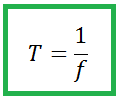 T = 1/f